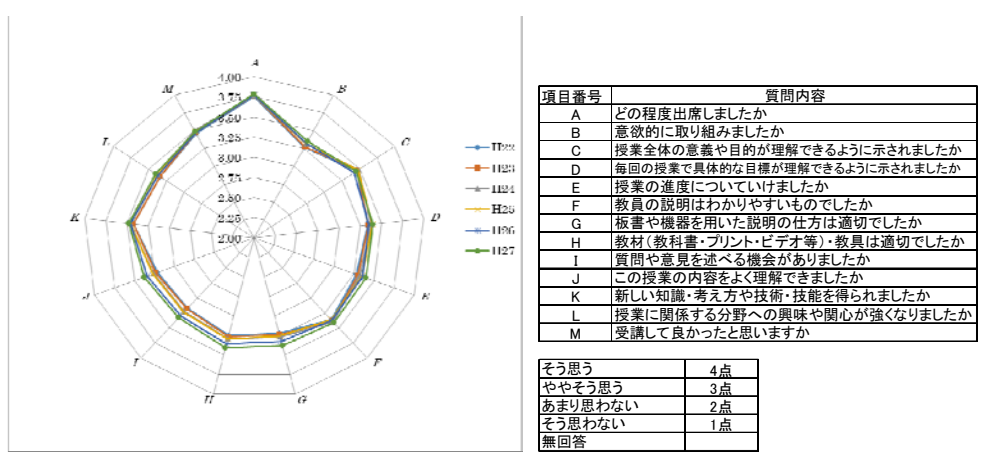 A
B
C
D
E
F
G
H
I
J
K
L
M
4.00
3.75
3.50
3.25
3.00
2.75
2.50
2.25
2.00
H22
H23
H24
H25
H26
H27
項目番号 質問内容
A どの程度出席しましたか
B 意欲的に取り組みましたか
C 授業全体の意義や目的が理解できるように示されましたか
D 毎回の授業で具体的な目標が理解できるように示されましたか
E 授業の進度についていけましたか
F 教員の説明はわかりやすいものでしたか
G 板書や機器を用いた説明の仕方は適切でしたか
H 教材(教科書・プリント・ビデオ等)・教具は適切でしたか
I 質問や意見を述べる機会がありましたか
J この授業の内容をよく理解できましたか
K 新しい知識・考え方や技術・技能を得られましたか
L 授業に関係する分野への興味や関心が強くなりましたか
M 受講して良かったと思いますか
そう思う 4点
ややそう思う 3点
あまり思わない 2点
そう思わない 1点
無回答